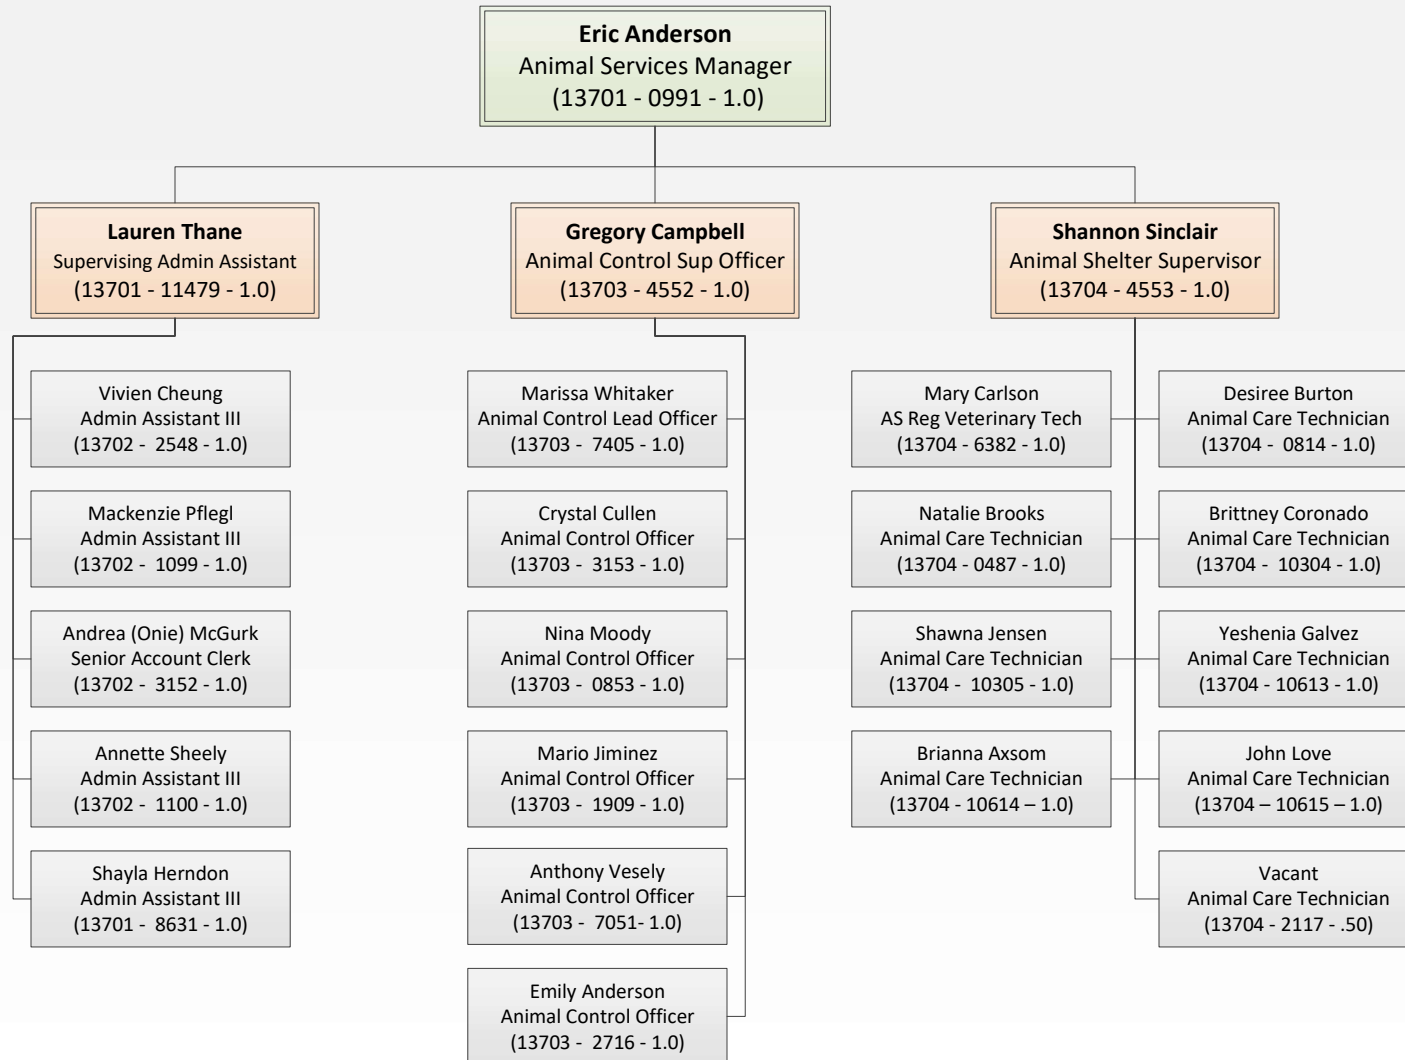 Eric Anderson
Animal Services Manager
(13701 - 0991 - 1.0)
Lauren Thane
Supervising Admin Assistant
(13701 - 11479 - 1.0)
Gregory Campbell
Animal Control Sup Officer
(13703 - 4552 - 1.0)
Shannon Sinclair
Animal Shelter Supervisor
(13704 - 4553 - 1.0)
Vivien Cheung
Admin Assistant III
(13702 -  2548 - 1.0)
Mackenzie Pflegl
Admin Assistant III
(13702 -  1099 - 1.0)
Andrea (Onie) McGurk
Senior Account Clerk
(13702 -  3152 - 1.0)
Annette Sheely
Admin Assistant III
(13702 -  1100 - 1.0)
Shayla Herndon
Admin Assistant III
(13701 -  8631 - 1.0)
Marissa Whitaker
Animal Control Lead Officer
(13703 -  7405 - 1.0)
Crystal Cullen
Animal Control Officer
(13703 -  3153 - 1.0)
Nina Moody
Animal Control Officer
(13703 -  0853 - 1.0)
Mario Jiminez
Animal Control Officer
(13703 -  1909 - 1.0)
Anthony Vesely
Animal Control Officer
(13703 -  7051- 1.0)
Emily Anderson
Animal Control Officer
(13703 -  2716 - 1.0)
Mary Carlson
AS Reg Veterinary Tech
(13704 - 6382 - 1.0)
Natalie Brooks
Animal Care Technician
(13704 - 0487 - 1.0)
Shawna Jensen
Animal Care Technician
(13704 -  10305 - 1.0)
Brianna Axsom
Animal Care Technician
(13704 - 10614 – 1.0)
Desiree Burton
Animal Care Technician
(13704 -  0814 - 1.0)
Brittney Coronado
Animal Care Technician
(13704 -  10304 - 1.0)
Yeshenia Galvez
Animal Care Technician
(13704 - 10613 - 1.0)
John Love
Animal Care Technician
(13704 – 10615 – 1.0)
Vacant
Animal Care Technician
(13704 - 2117 - .50)